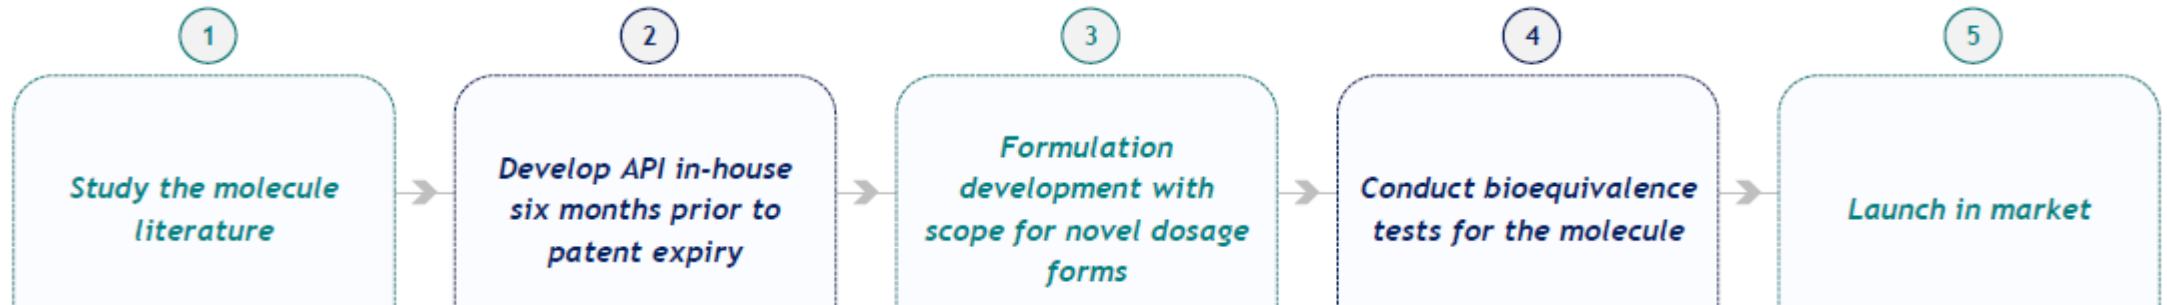 1
Study the molecule
literature
2
Develop API in-house
six months prior to
patent expiry
3
Formulation
development with
scope for novel dosage
forms
4
Conduct bioequivalence
tests for the molecule
5
Launch in market